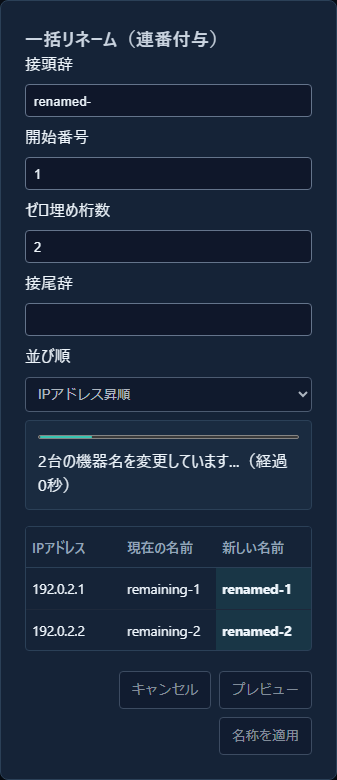 一括リネーム（連番付与）
接頭辞
renamed-
開始番号
1
ゼロ埋め桁数
2
接尾辞
並び順
IPアドレス昇順
2台の機器名を変更しています...（経過
0秒）
IPアドレス 現在の名前 新しい名前
192.0.2.1 remaining-1 renamed-1
192.0.2.2 remaining-2 renamed-2
キャンセル プレビュー
名称を適用